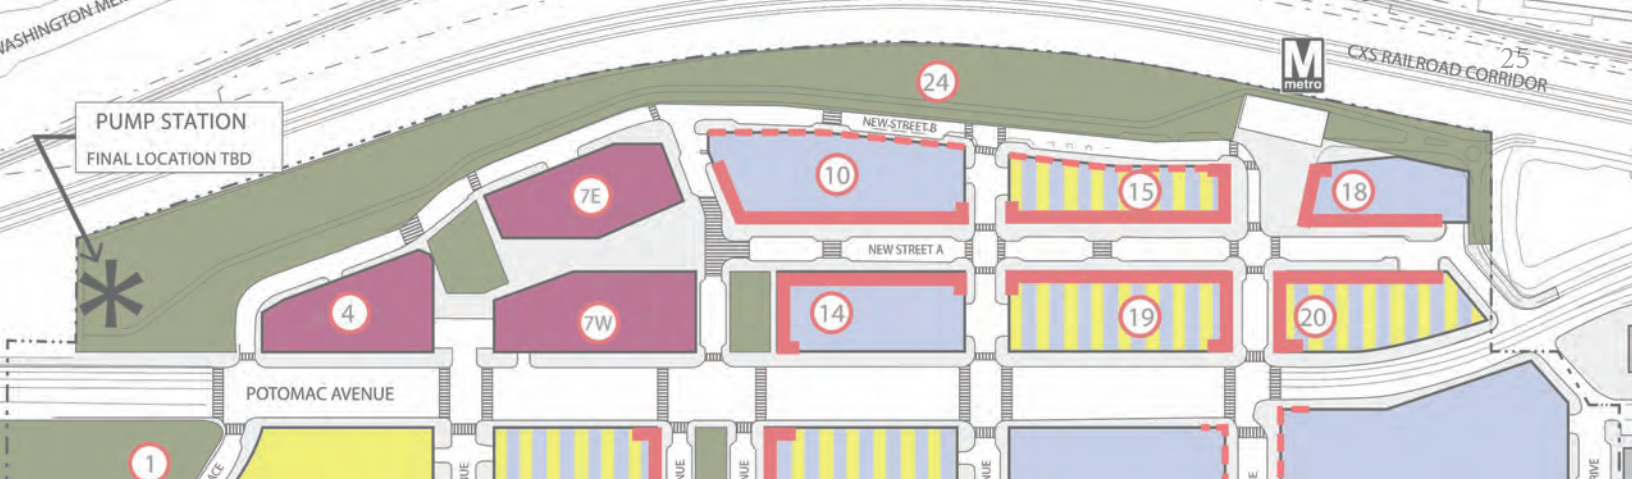 WASHINGTON
24
M
metro
CXS RAILROAD CORRIDOR
25
PUMP STATION
FINAL LOCATION TBD
NEW STREET B
7E
10
15
18
NEW STREET A
4
7W
14
19
20
POTOMAC AVENUE
1